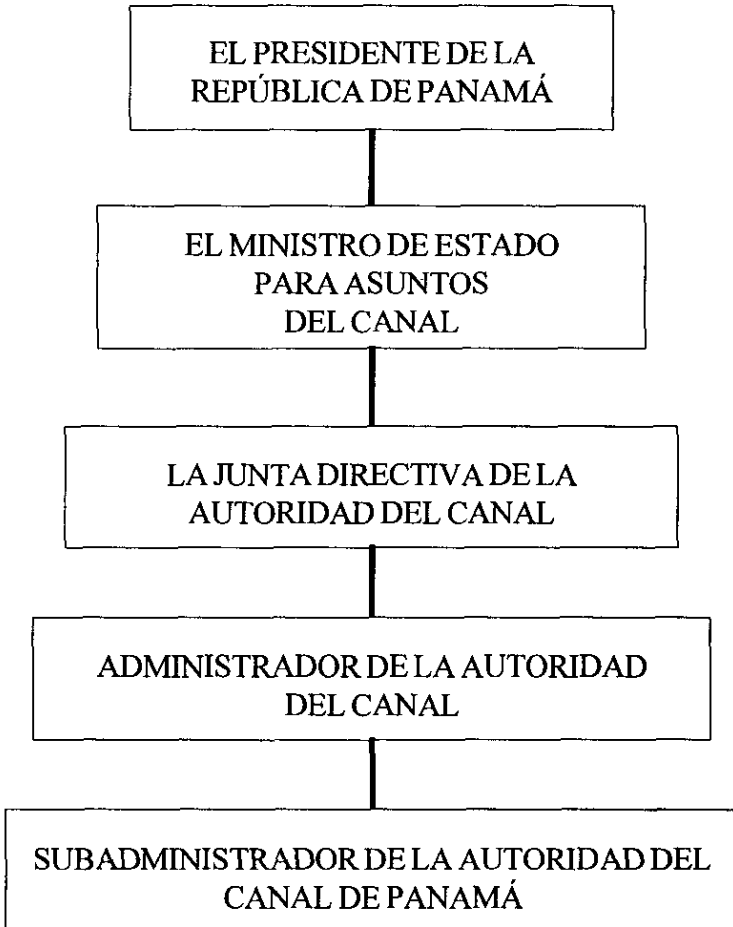 EL PRESIDENTE DE LA
REPÚBLICA DE PANAMÁ
EL MINISTRO DE ESTADO
PARA ASUNTOS
DEL CANAL
LA JUNTA DIRECTIVA DE LA
AUTORIDAD DEL CANAL
ADMINISTRADOR DE LA AUTORIDAD
DEL CANAL
SUBADMINISTRADOR DE LA AUTORIDAD DEL
CANAL DE PANAMÁ